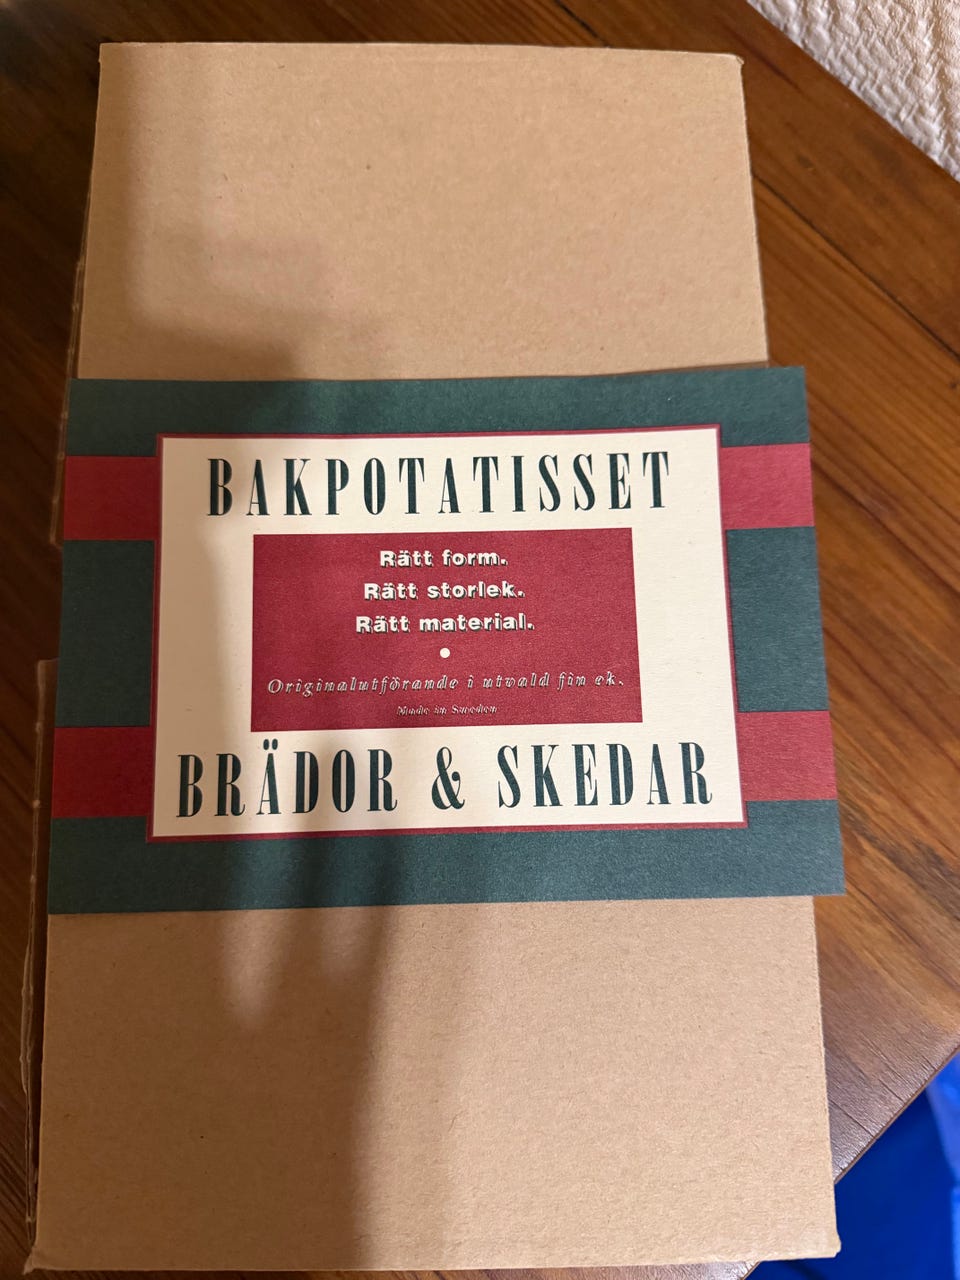 BAKPOTATISSET
Rätt form.
Rätt storlek.
Rätt material.
•
Originalutförande i utvald fin ek.
Made in Sweden
BRÄDOR & SKEDAR